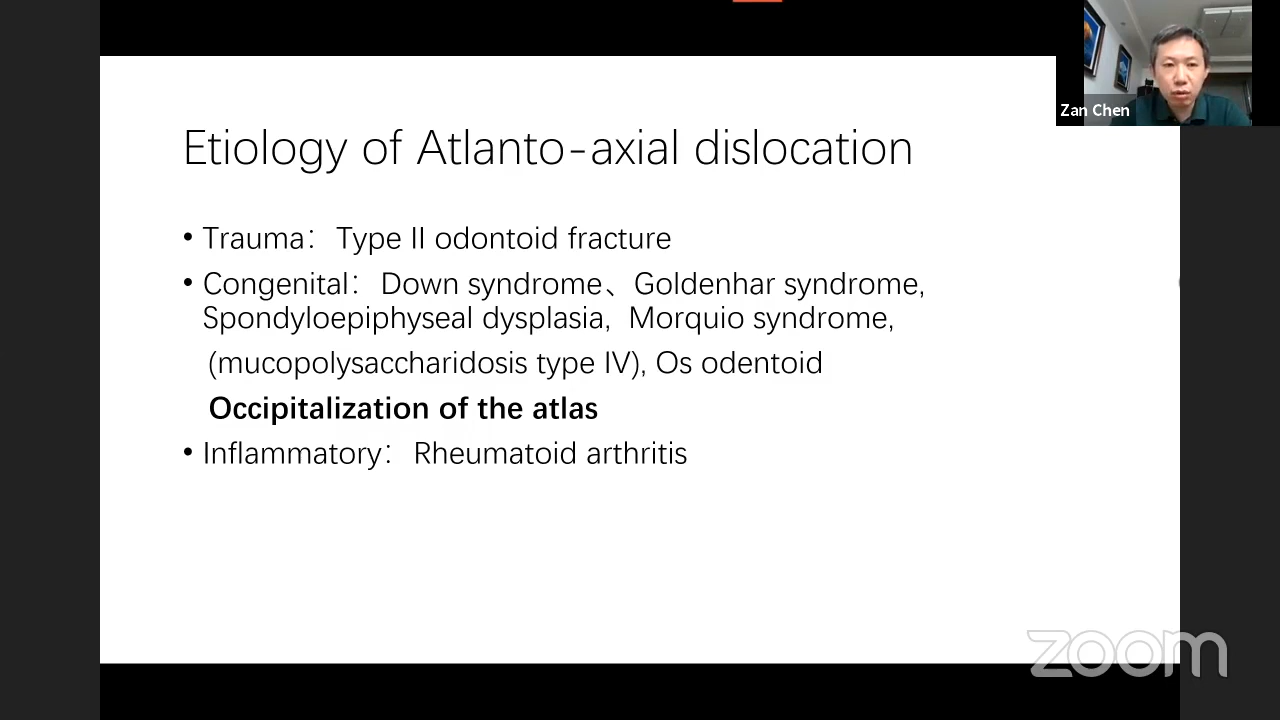 Zan Chen
Etiology of Atlanto-axial dislocation
• Trauma： Type II odontoid fracture
• Congenital： Down syndrome、Goldenhar syndrome,
Spondyloepiphyseal dysplasia, Morquio syndrome,
(mucopolysaccharidosis type IV), Os odentoid
Occipitalization of the atlas
• Inflammatory： Rheumatoid arthritis
zoom